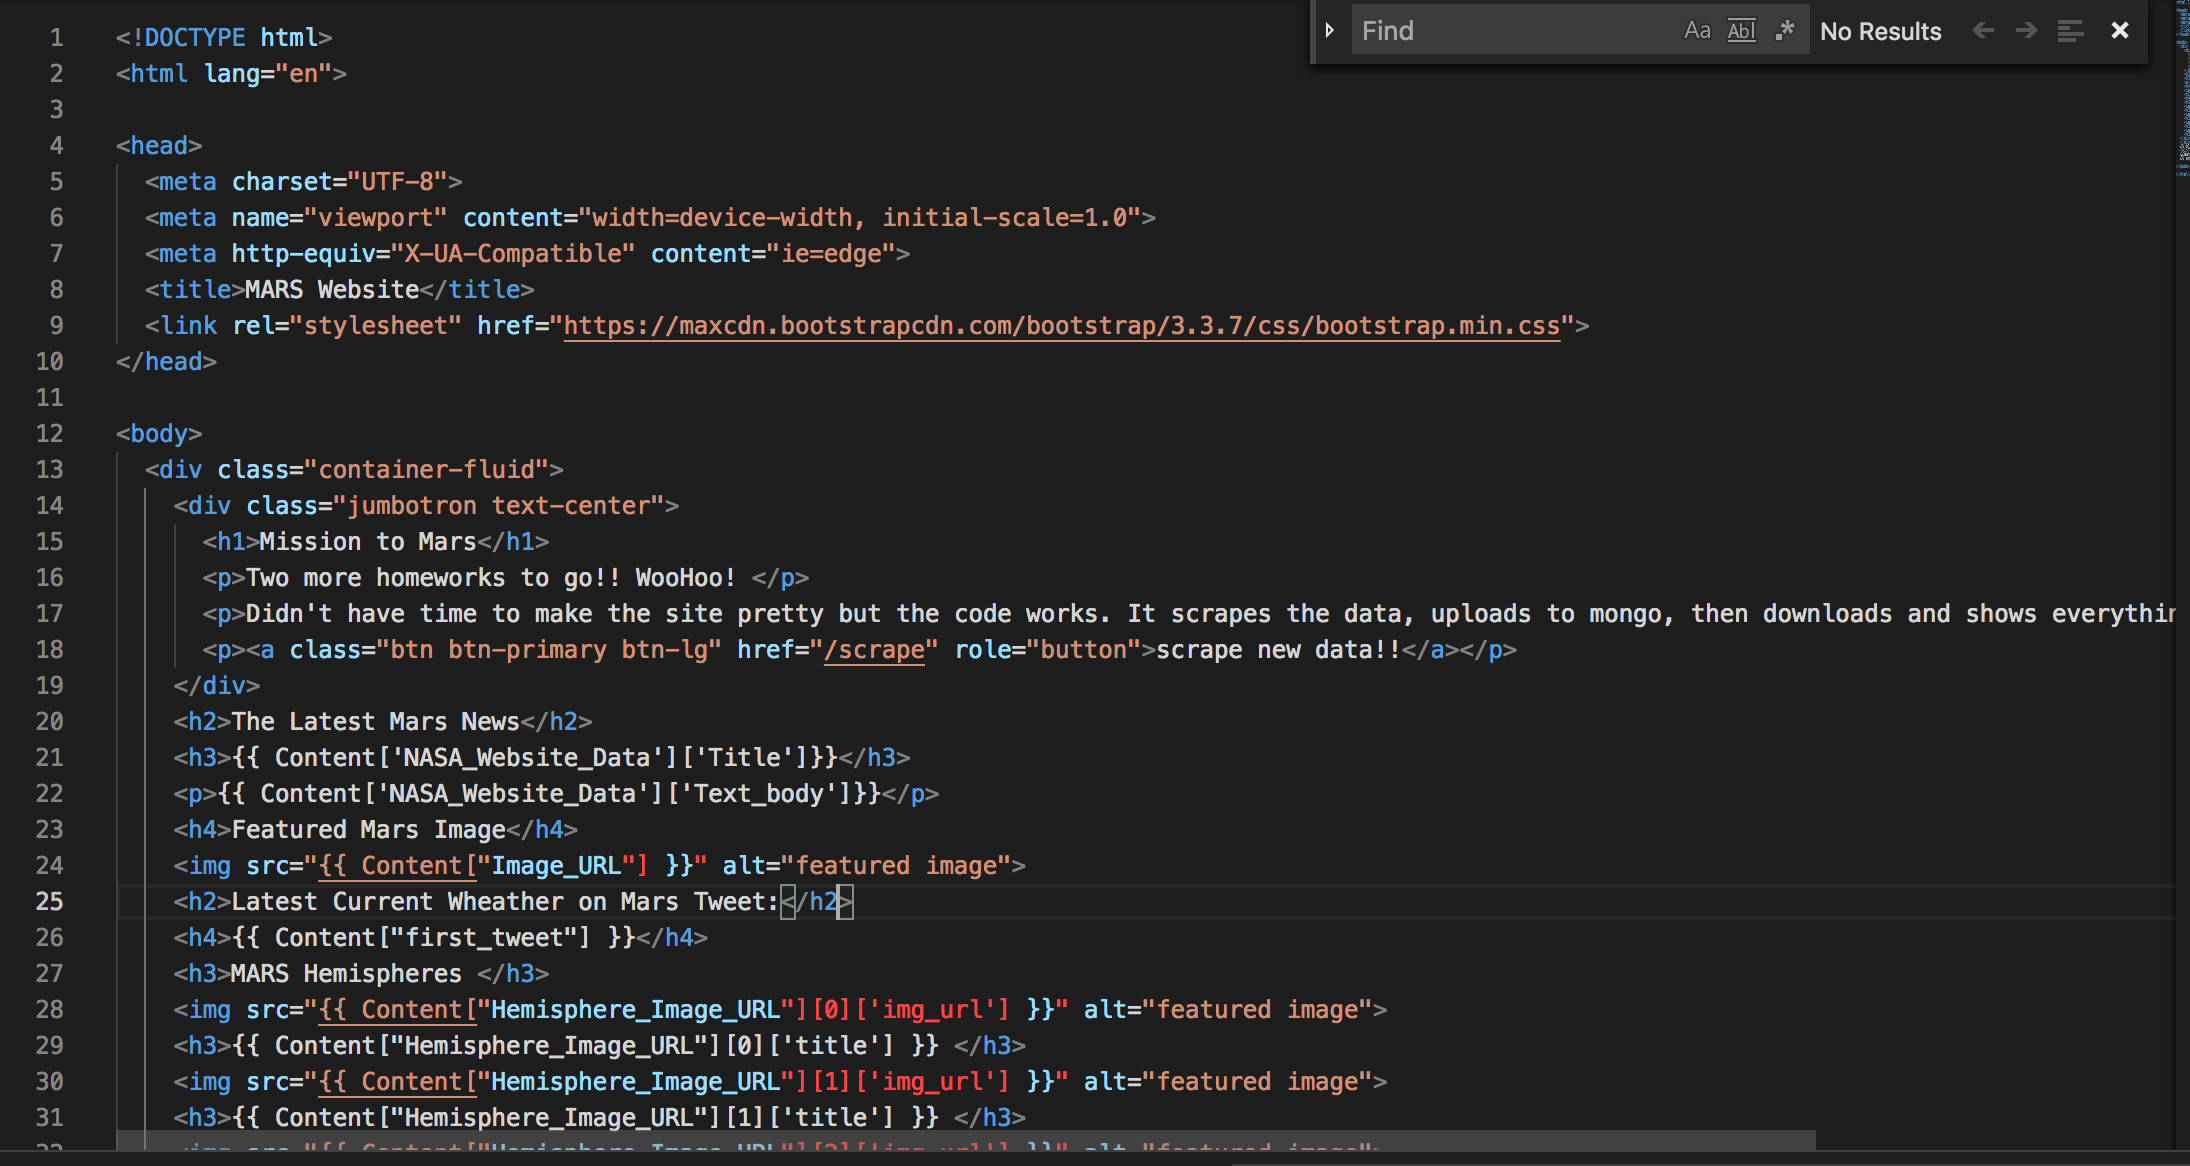 Find Aa Abl .* No Results
1 <!DOCTYPE html>
2 <html lang="en">
3
4 <head>
5   <meta charset="UTF-8">
6   <meta name="viewport" content="width=device-width, initial-scale=1.0">
7   <meta http-equiv="X-UA-Compatible" content="ie=edge">
8   <title>MARS Website</title>
9   <link rel="stylesheet" href="https://maxcdn.bootstrapcdn.com/bootstrap/3.3.7/css/bootstrap.min.css">
10 </head>
11
12 <body>
13   <div class="container-fluid">
14     <div class="jumbotron text-center">
15       <h1>Mission to Mars</h1>
16       <p>Two more homeworks to go!! WooHoo! </p>
17       <p>Didn't have time to make the site pretty but the code works. It scrapes the data, uploads to mongo, then downloads and shows everythin
18       <p><a class="btn btn-primary btn-lg" href="/scrape" role="button">scrape new data!!</a></p>
19     </div>
20     <h2>The Latest Mars News</h2>
21     <h3>{{ Content['NASA_Website_Data']['Title']}}</h3>
22     <p>{{ Content['NASA_Website_Data']['Text_body']}}</p>
23     <h4>Featured Mars Image</h4>
24     <img src="{{ Content["Image_URL"] }}" alt="featured image">
25     <h2>Latest Current Wheather on Mars Tweet:</h2>
26     <h4>{{ Content["first_tweet"] }}</h4>
27     <h3>MARS Hemispheres </h3>
28     <img src="{{ Content["Hemisphere_Image_URL"][0]['img_url'] }}" alt="featured image">
29     <h3>{{ Content["Hemisphere_Image_URL"][0]['title'] }} </h3>
30     <img src="{{ Content["Hemisphere_Image_URL"][1]['img_url'] }}" alt="featured image">
31     <h3>{{ Content["Hemisphere_Image_URL"][1]['title'] }} </h3>